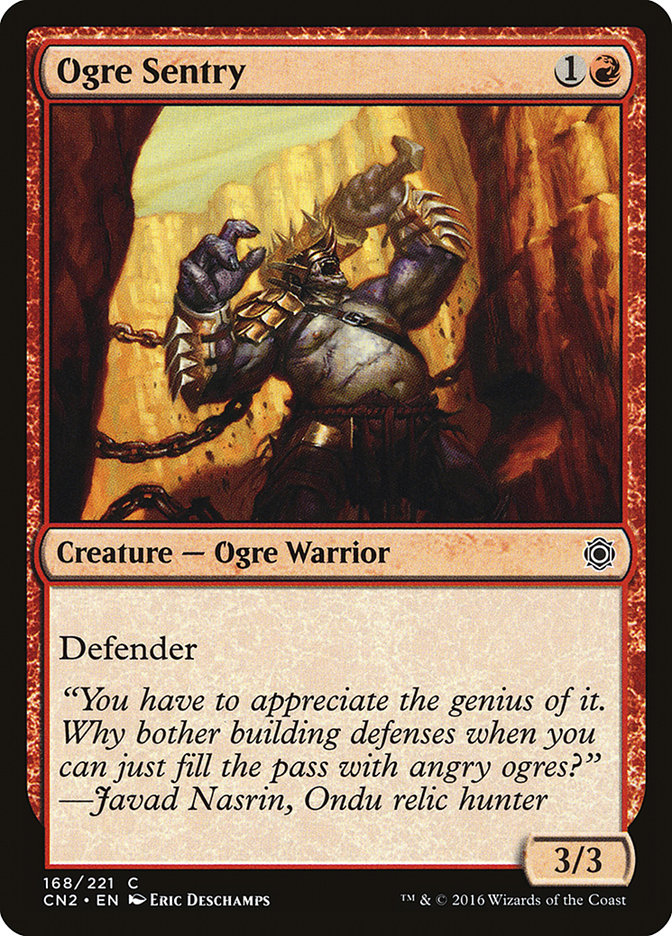 Ogre Sentry 1
Creature — Ogre Warrior
Defender
“You have to appreciate the genius of it.
Why bother building defenses when you
can just fill the pass with angry ogres?”
—Javad Nasrin, Ondu relic hunter
3/3
168/221 C
CN2 • EN Eric Deschamps
™ & © 2016 Wizards of the Coast